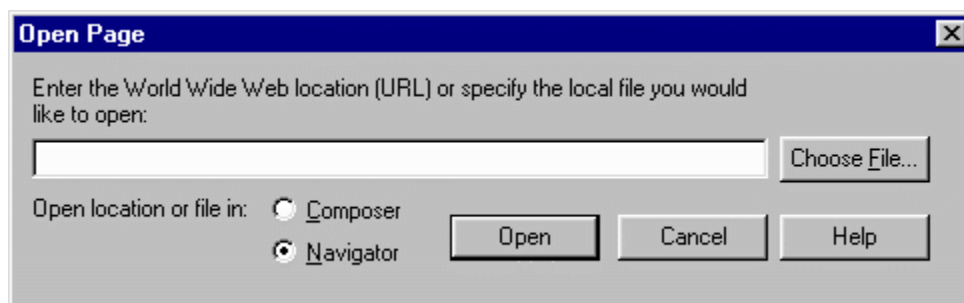 Open Page
Enter the World Wide Web location (URL) or specify the local file you would
like to open:
Choose File...
Open location or file in:
Composer
Navigator
Open
Cancel
Help